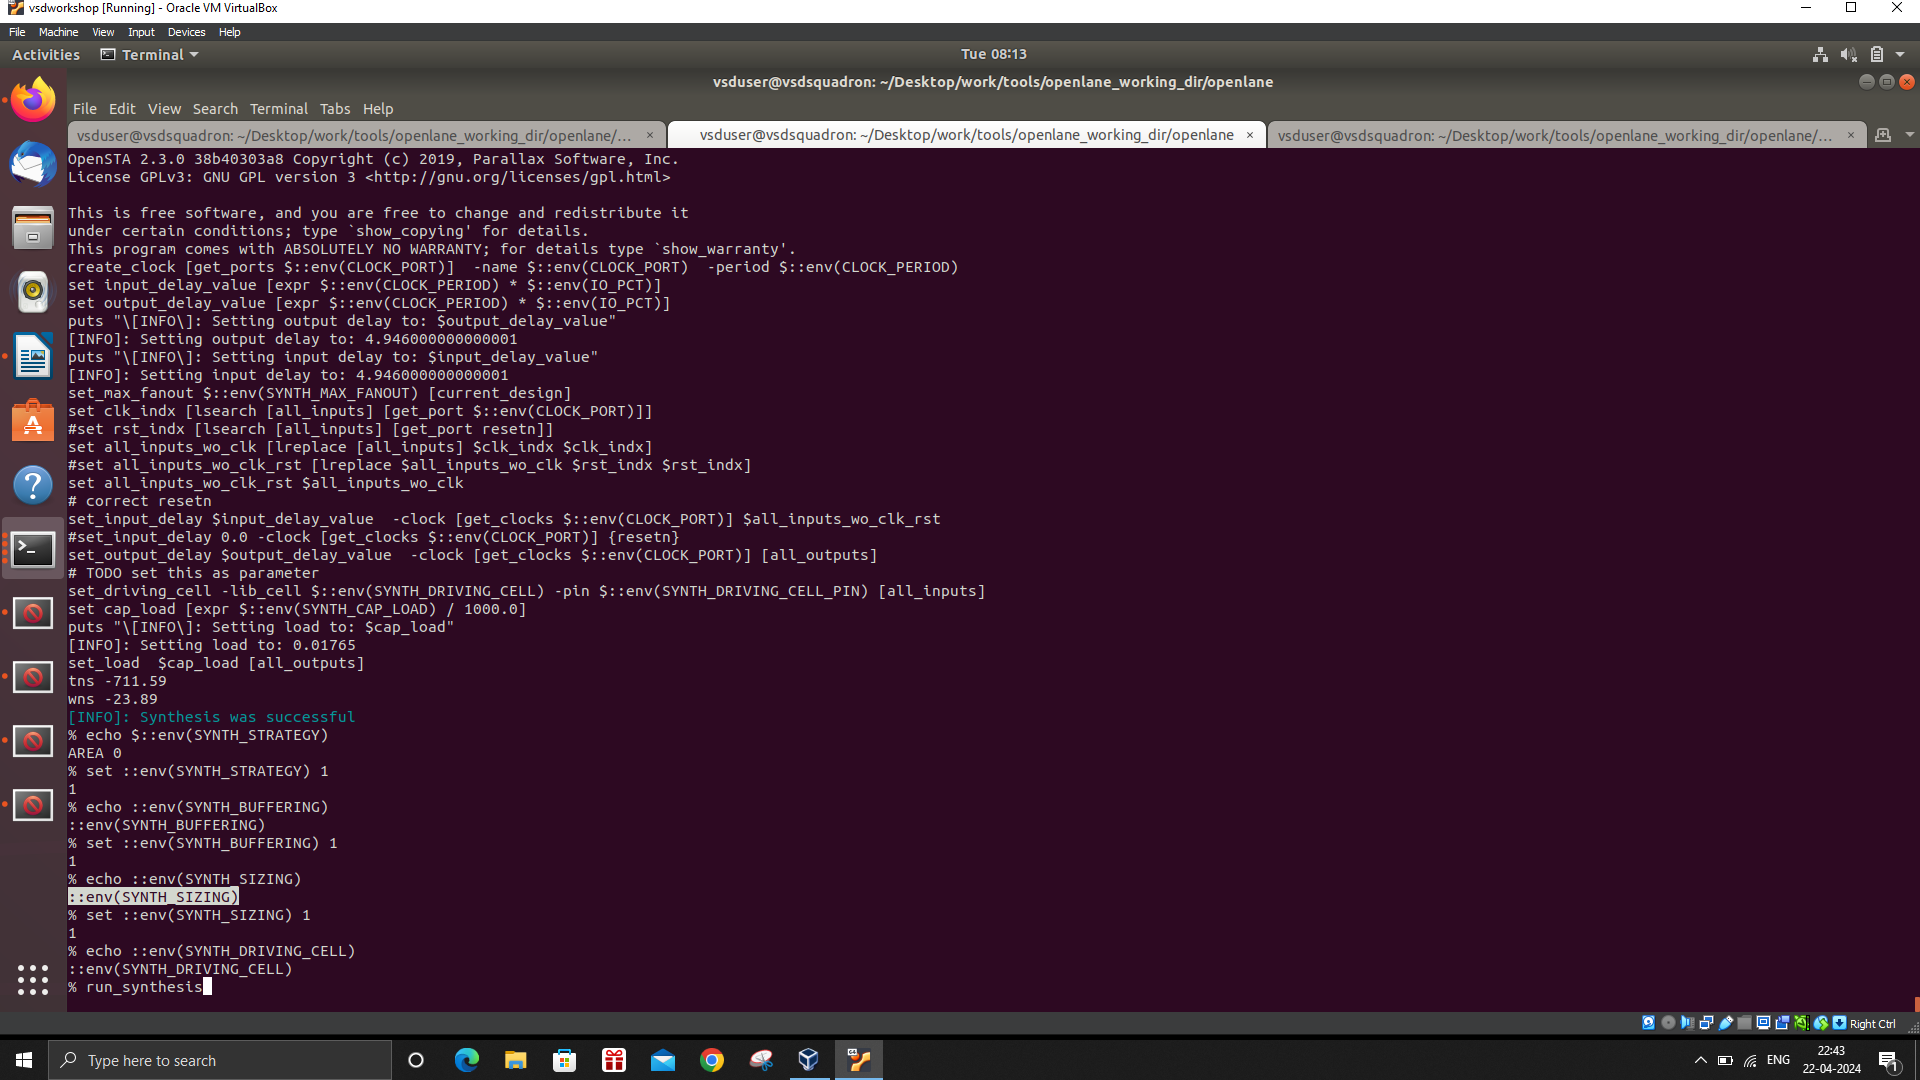 vsdworkshop [Running] - Oracle VM VirtualBox
File Machine View Input Devices Help
Activities Terminal Tue 08:13
vsduser@vsdsquadron: ~/Desktop/work/tools/openlane_working_dir/openlane
File Edit View Search Terminal Tabs Help
vsduser@vsdsquadron: ~/Desktop/work/tools/openlane_working_dir/openlane/... × vsduser@vsdsquadron: ~/Desktop/work/tools/openlane_working_dir/openlane × vsduser@vsdsquadron: ~/Desktop/work/tools/openlane_working_dir/openlane/... ×
OpenSTA 2.3.0 38b40303a8 Copyright (c) 2019, Parallax Software, Inc.
License GPLv3: GNU GPL version 3 <http://gnu.org/licenses/gpl.html>
This is free software, and you are free to change and redistribute it
under certain conditions; type `show_copying' for details.
This program comes with ABSOLUTELY NO WARRANTY; for details type `show_warranty'.
create_clock [get_ports $::env(CLOCK_PORT)]  -name $::env(CLOCK_PORT)  -period $::env(CLOCK_PERIOD)
set input_delay_value [expr $::env(CLOCK_PERIOD) * $::env(IO_PCT)]
set output_delay_value [expr $::env(CLOCK_PERIOD) * $::env(IO_PCT)]
puts "\[INFO\]: Setting output delay to: $output_delay_value"
[INFO]: Setting output delay to: 4.946000000000001
puts "\[INFO\]: Setting input delay to: $input_delay_value"
[INFO]: Setting input delay to: 4.946000000000001
set_max_fanout $::env(SYNTH_MAX_FANOUT) [current_design]
set clk_indx [lsearch [all_inputs] [get_port $::env(CLOCK_PORT)]]
#set rst_indx [lsearch [all_inputs] [get_port resetn]]
set all_inputs_wo_clk [lreplace [all_inputs] $clk_indx $clk_indx]
#set all_inputs_wo_clk_rst [lreplace $all_inputs_wo_clk $rst_indx $rst_indx]
set all_inputs_wo_clk_rst $all_inputs_wo_clk
# correct resetn
set_input_delay $input_delay_value  -clock [get_clocks $::env(CLOCK_PORT)] $all_inputs_wo_clk_rst
#set_input_delay 0.0 -clock [get_clocks $::env(CLOCK_PORT)] {resetn}
set_output_delay $output_delay_value  -clock [get_clocks $::env(CLOCK_PORT)] [all_outputs]
# TODO set this as parameter
set_driving_cell -lib_cell $::env(SYNTH_DRIVING_CELL) -pin $::env(SYNTH_DRIVING_CELL_PIN) [all_inputs]
set cap_load [expr $::env(SYNTH_CAP_LOAD) / 1000.0]
puts "\[INFO\]: Setting load to: $cap_load"
[INFO]: Setting load to: 0.01765
set_load  $cap_load [all_outputs]
tns -711.59
wns -23.89
[INFO]: Synthesis was successful
% echo $::env(SYNTH_STRATEGY)
AREA 0
% set ::env(SYNTH_STRATEGY) 1
1
% echo ::env(SYNTH_BUFFERING)
::env(SYNTH_BUFFERING)
% set ::env(SYNTH_BUFFERING) 1
1
% echo ::env(SYNTH_SIZING)
::env(SYNTH_SIZING)
% set ::env(SYNTH_SIZING) 1
1
% echo ::env(SYNTH_DRIVING_CELL)
::env(SYNTH_DRIVING_CELL)
% run_synthesis
Right Ctrl
Type here to search
ENG
22:43
22-04-2024
1